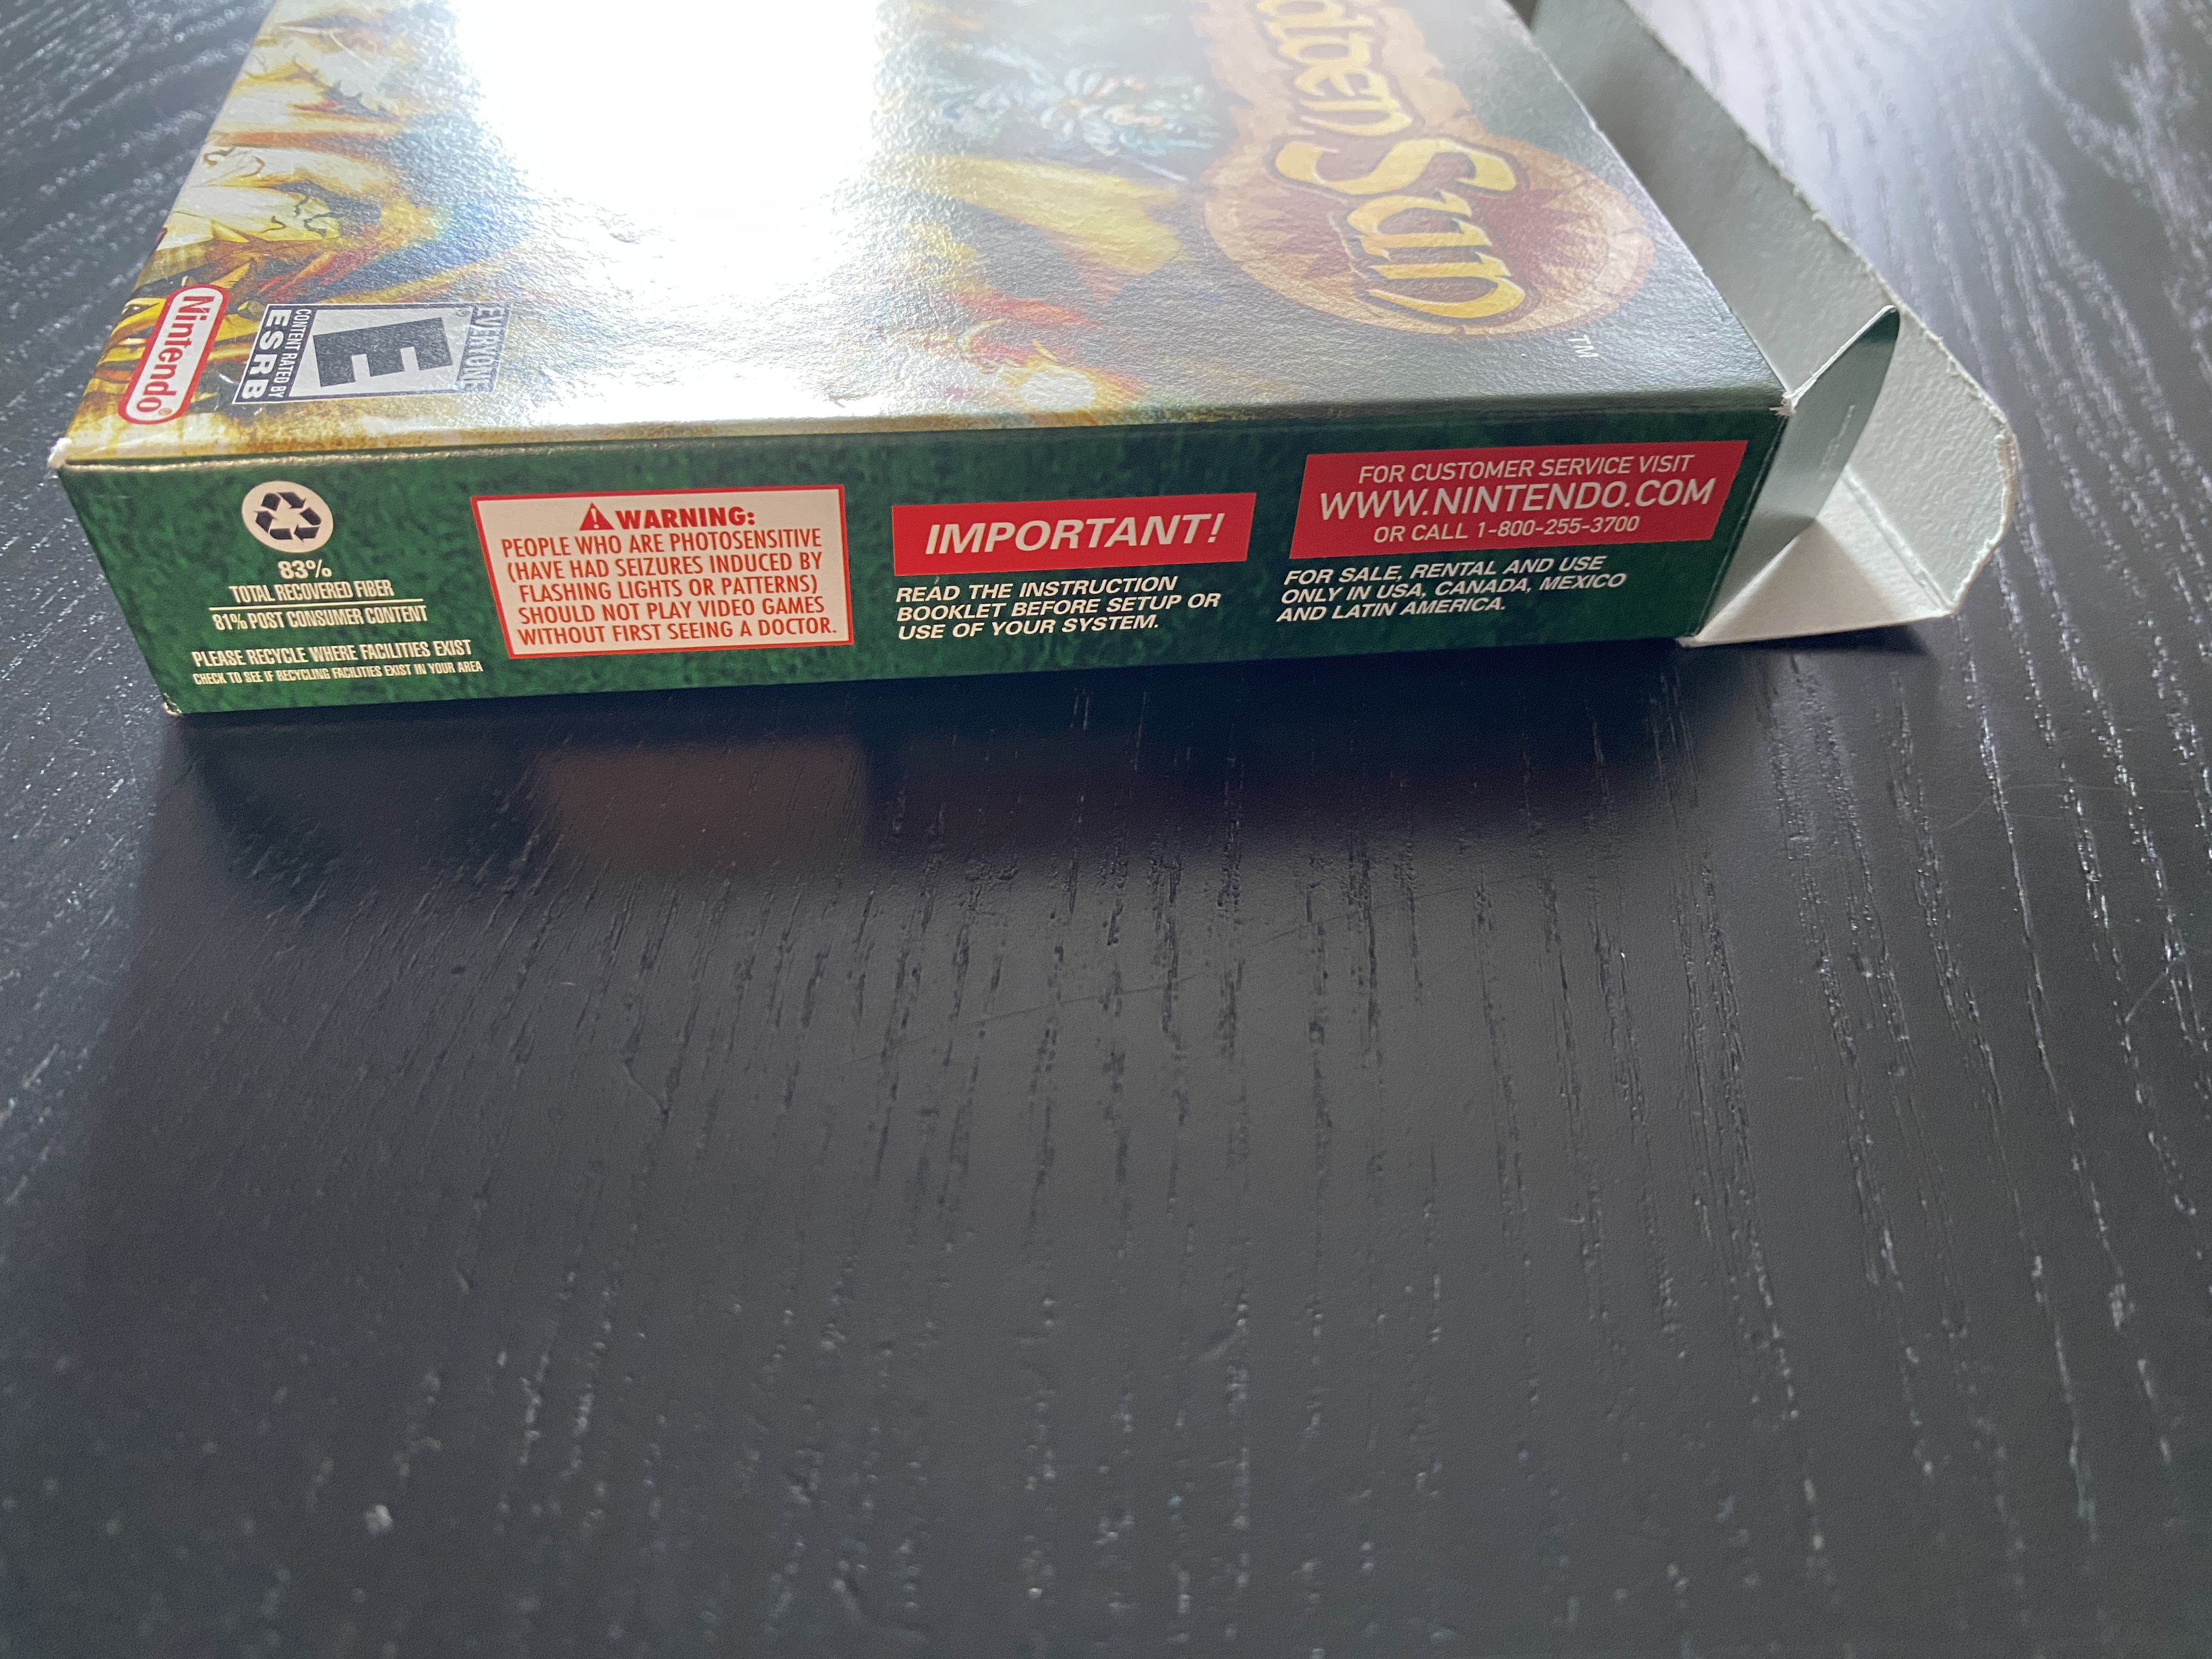 Sun
TM
Nintendo®
EVERYONE
E
CONTENT RATED BY
ESRB
83%
TOTAL RECOVERED FIBER
81% POST CONSUMER CONTENT
PLEASE RECYCLE WHERE FACILITIES EXIST
CHECK TO SEE IF RECYCLING FACILITIES EXIST IN YOUR AREA
WARNING:
PEOPLE WHO ARE PHOTOSENSITIVE
(HAVE HAD SEIZURES INDUCED BY
FLASHING LIGHTS OR PATTERNS)
SHOULD NOT PLAY VIDEO GAMES
WITHOUT FIRST SEEING A DOCTOR.
IMPORTANT!
READ THE INSTRUCTION
BOOKLET BEFORE SETUP OR
USE OF YOUR SYSTEM.
FOR CUSTOMER SERVICE VISIT
WWW.NINTENDO.COM
OR CALL 1-800-255-3700
FOR SALE, RENTAL AND USE
ONLY IN USA, CANADA, MEXICO
AND LATIN AMERICA.